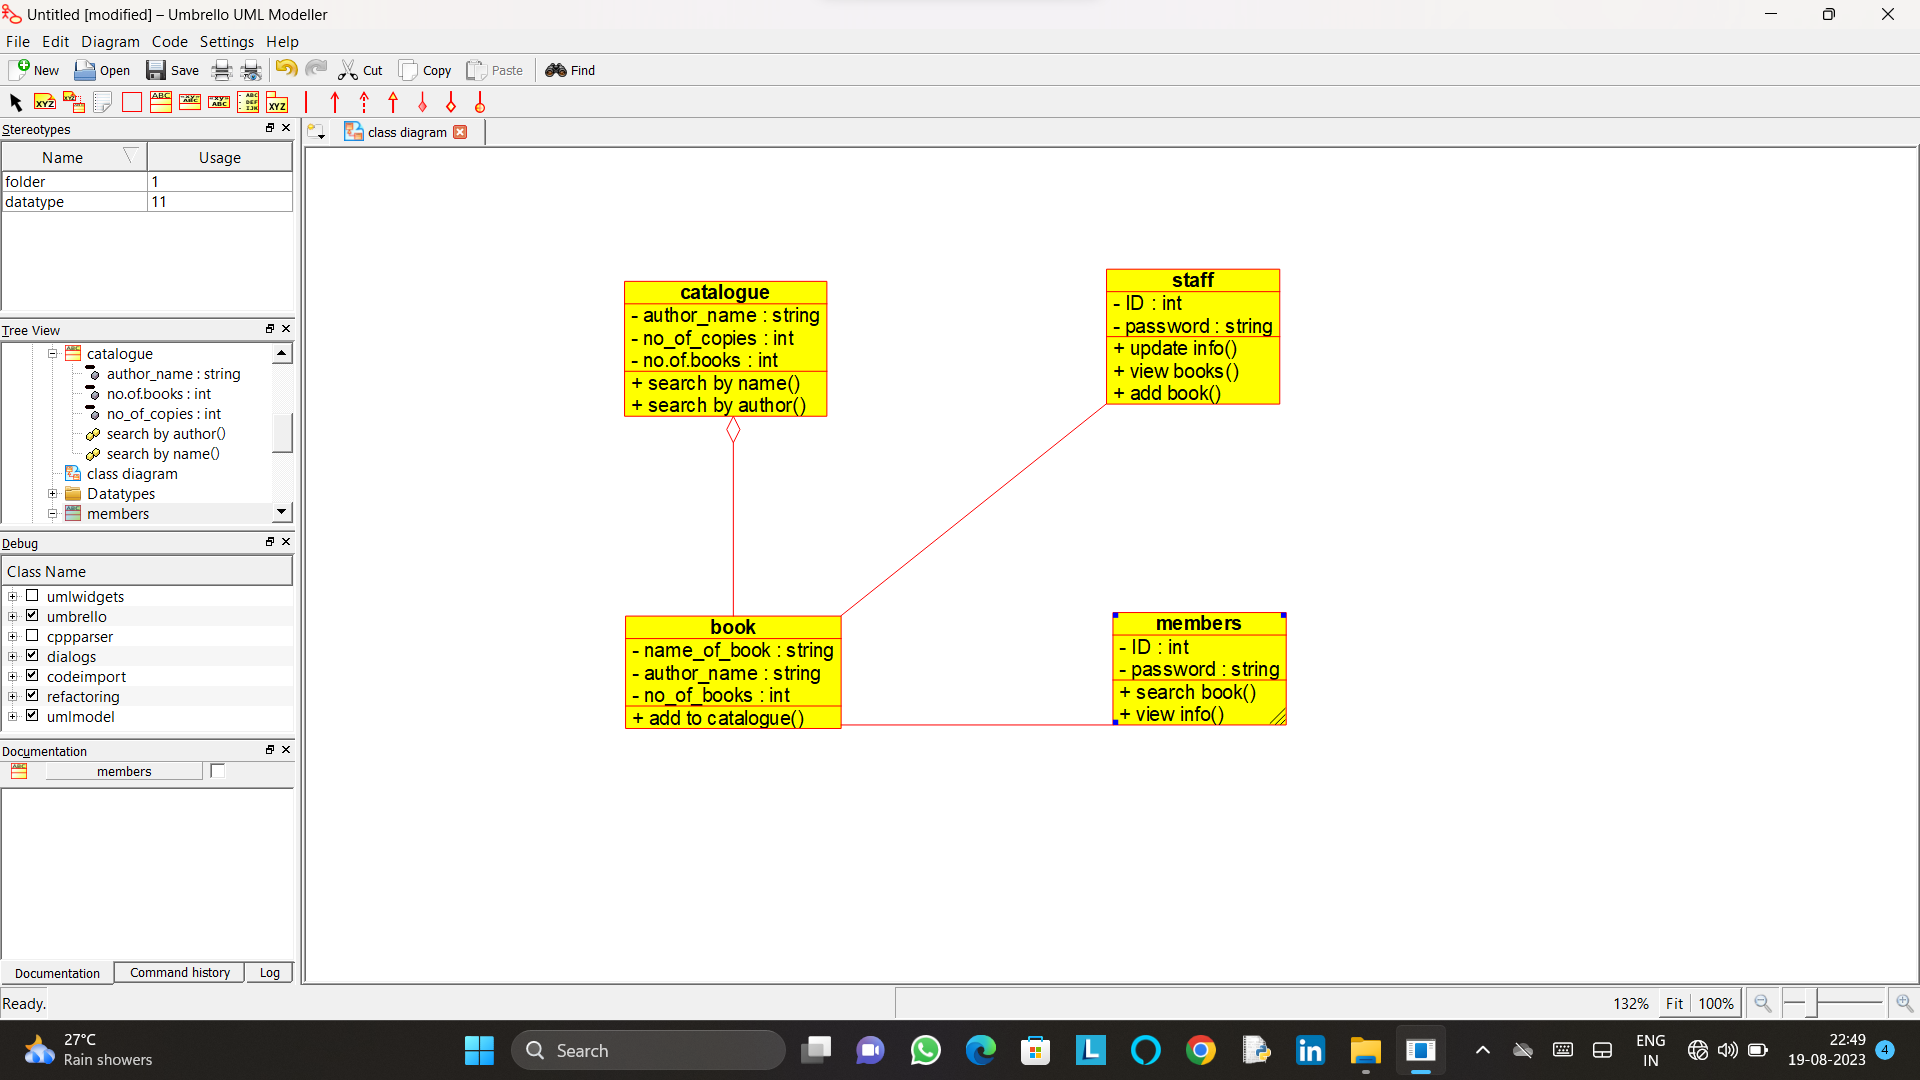 Untitled [modified] – Umbrello UML Modeller
File Edit Diagram Code Settings Help
New Open Save Cut Copy Paste Find
Stereotypes
Name Usage
folder 1
datatype 11
Tree View
catalogue
author_name : string
no.of.books : int
no_of_copies : int
search by author()
search by name()
class diagram
Datatypes
members
Debug
Class Name
umlwidgets
umbrello
cppparser
dialogs
codeimport
refactoring
umlmodel
Documentation
members
Documentation Command history Log
class diagram
catalogue
- author_name : string
- no_of_copies : int
- no.of.books : int
+ search by name()
+ search by author()
staff
- ID : int
- password : string
+ update info()
+ view books()
+ add book()
book
- name_of_book : string
- author_name : string
- no_of_books : int
+ add to catalogue()
members
- ID : int
- password : string
+ search book()
+ view info()
Ready.
132% Fit 100%
27°C
Rain showers
Search
ENG
IN
22:49
19-08-2023
4